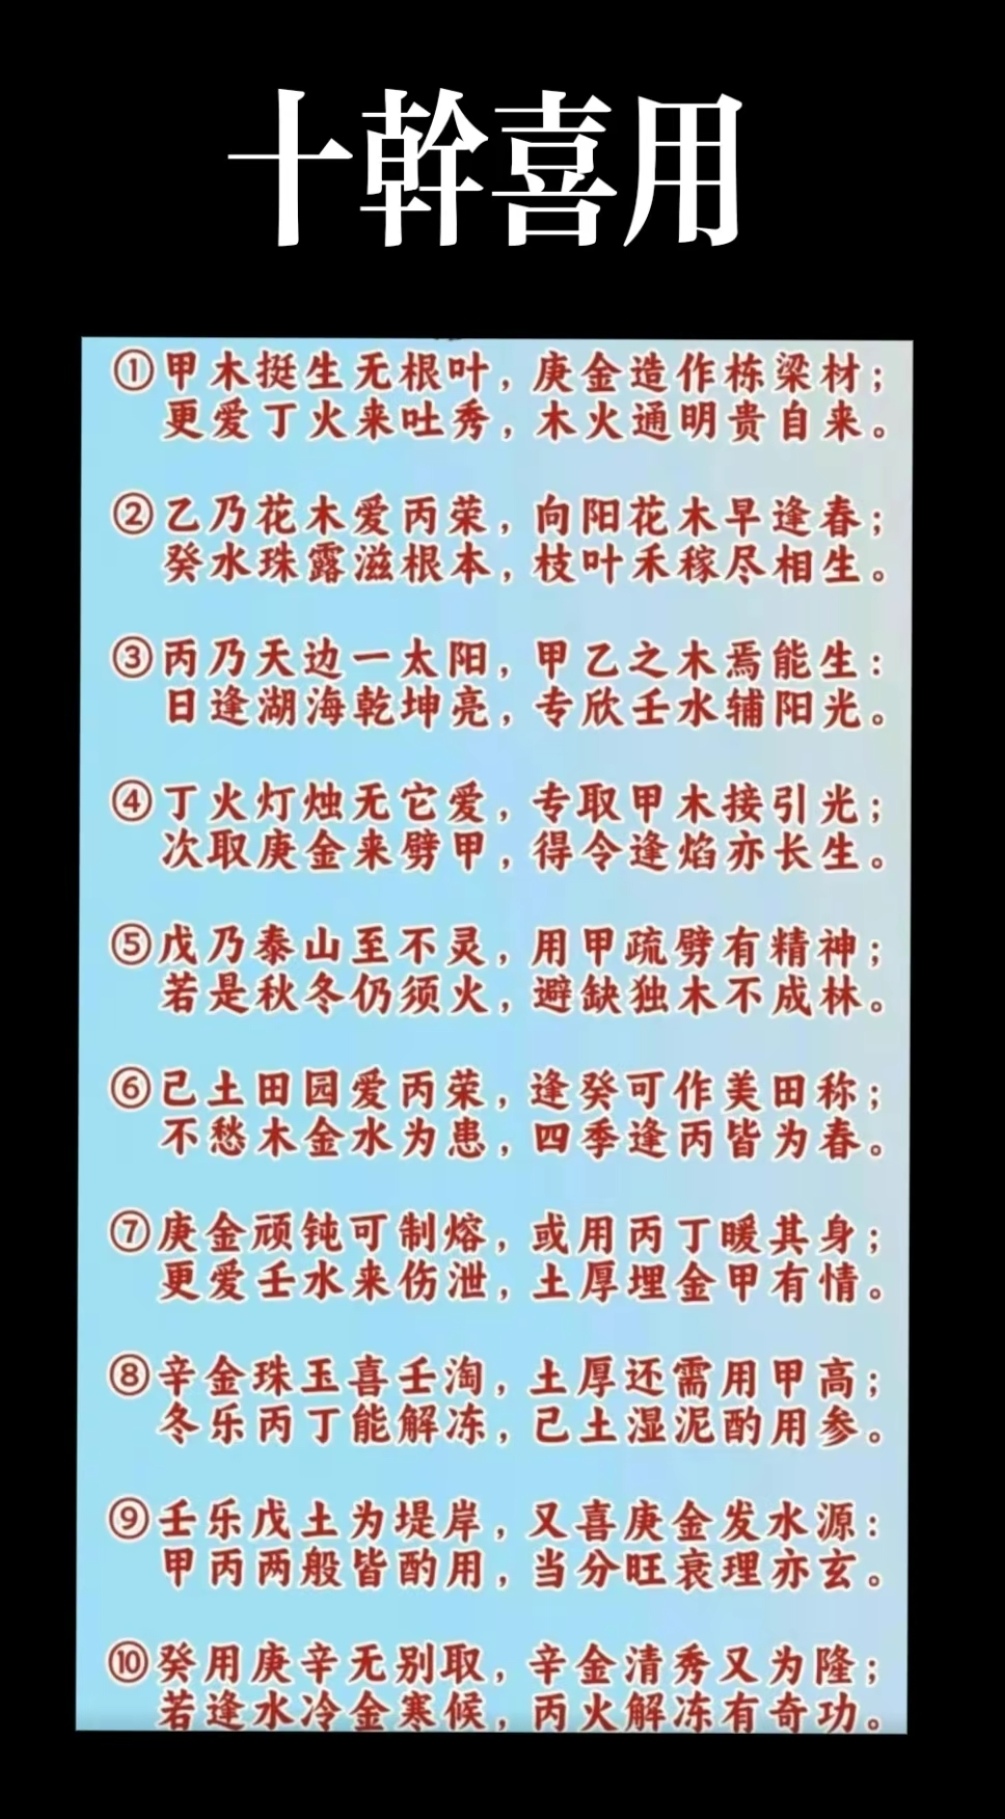 十幹喜用
①甲木挺生无根叶，庚金造作栋梁材；
更爱丁火来吐秀，木火通明贵自来。
②乙乃花木爱丙荣，向阳花木早逢春；
癸水珠露滋根本，枝叶禾稼尽相生。
③丙乃天边一太阳，甲乙之木焉能生：
日逢湖海乾坤亮，专欣壬水辅阳光。
④丁火灯烛无它爱，专取甲木接引光；
次取庚金来劈甲，得令逢焰亦长生。
⑤戊乃泰山至不灵，用甲疏劈有精神；
若是秋冬仍须火，避缺独木不成林。
⑥己土田园爱丙荣，逢癸可作美田称；
不愁木金水为患，四季逢丙皆为春。
⑦庚金顽钝可制熔，或用丙丁暖其身；
更爱壬水来伤泄，土厚埋金甲有情。
⑧辛金珠玉喜壬淘，土厚还需用甲高；
冬乐丙丁能解冻，己土湿泥酌用参。
⑨壬乐戊土为堤岸，又喜庚金发水源：
甲丙两般皆酌用，当分旺衰理亦玄。
⑩癸用庚辛无别取，辛金清秀又为隆；
若逢水冷金寒候，丙火解冻有奇功。